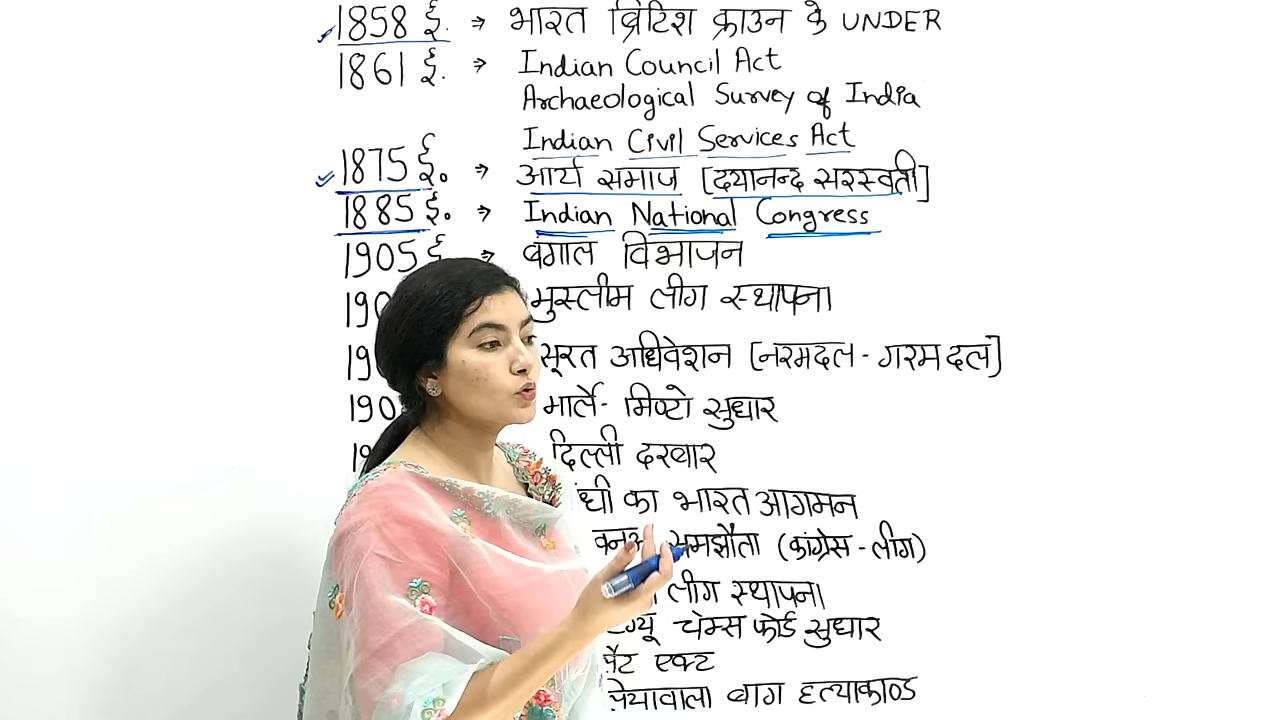 1858 ई. ⇒ भारत ब्रिटिश क्राउन के UNDER
1861 ई. ⇒ Indian Council Act
Archaeological Survey of India
Indian Civil Services Act
1875 ई. ⇒ आर्य समाज [दयानन्द सरस्वती]
1885 ई. ⇒ Indian National Congress
1905 ई ⇒ बंगाल विभाजन
मुस्लीम लीग स्थापना
सूरत अधिवेशन [नरमदल - गरमदल]
मार्ले- मिण्टो सुधार
दिल्ली दरबार
का भारत आगमन
समझौता (कांग्रेस - लीग)
लीग स्थापना
चेम्स फोर्ड सुधार
एक्ट
बाग हत्याकाण्ड